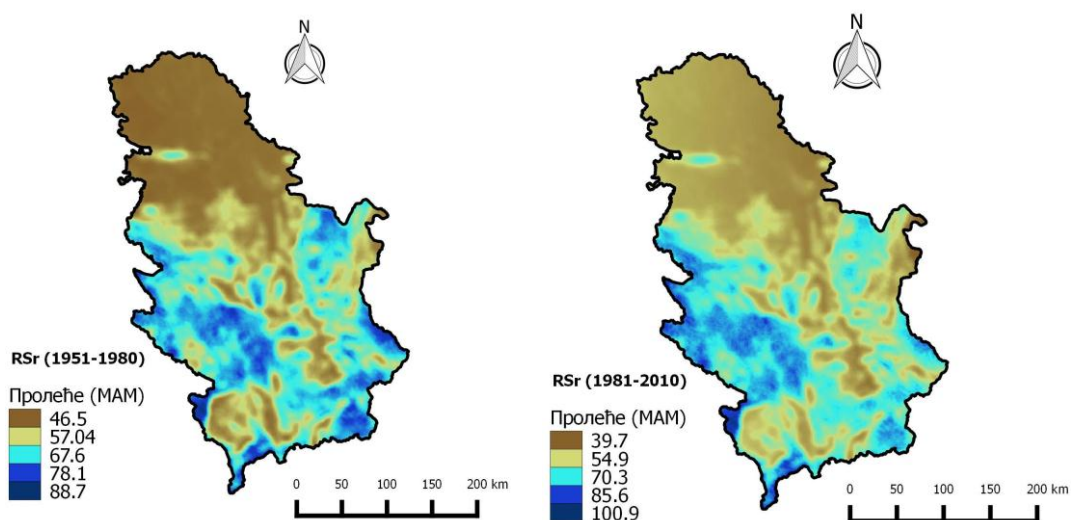 N
RSr (1951-1980)
Пролеће (MAM)
46.5
57.04
67.6
78.1
88.7
0 50 100 150 200 km
N
RSr (1981-2010)
Пролеће (MAM)
39.7
54.9
70.3
85.6
100.9
0 50 100 150 200 km